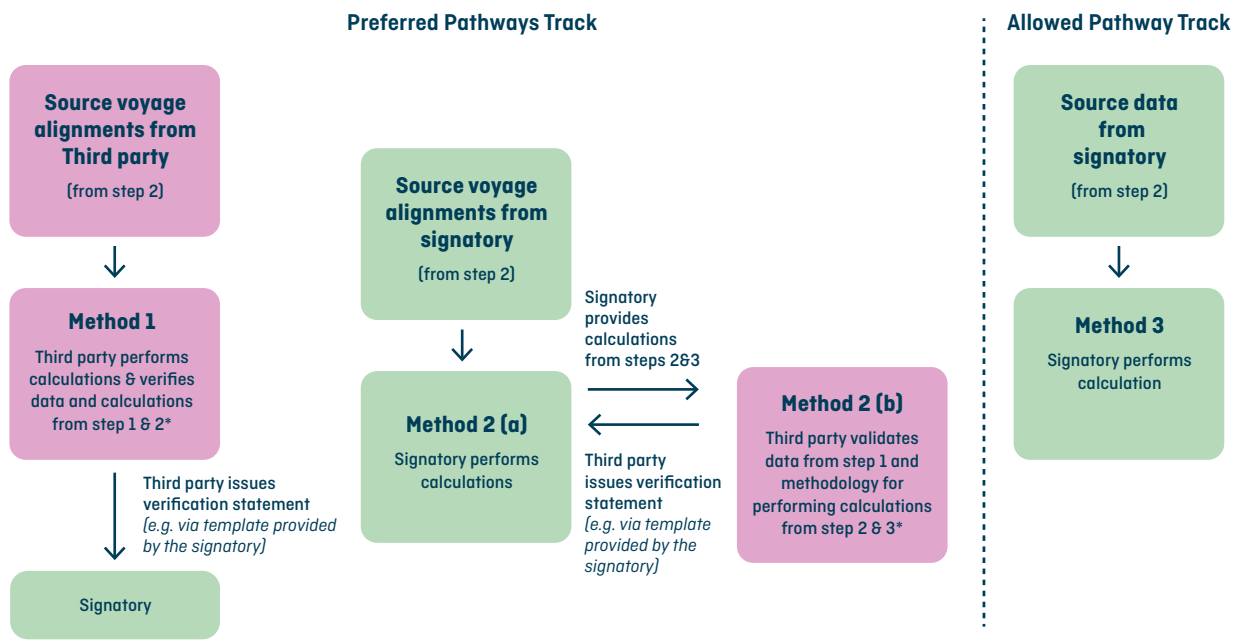 Preferred Pathways Track
Allowed Pathway Track
Source voyage
alignments from
Third party
(from step 2)
Method 1
Third party performs
calculations & verifies
data and calculations
from step 1 & 2*
Third party issues
verification statement
(e.g. via template provided
by the signatory)
Signatory
Source voyage
alignments from
signatory
(from step 2)
Method 2 (a)
Signatory performs
calculations
Signatory
provides
calculations
from steps 2&3
Third party
issues verification
statement
(e.g. via template
provided by the
signatory)
Method 2 (b)
Third party validates
data from step 1 and
methodology for
performing calculations
from step 2 & 3*
Source data
from
signatory
(from step 2)
Method 3
Signatory performs
calculation